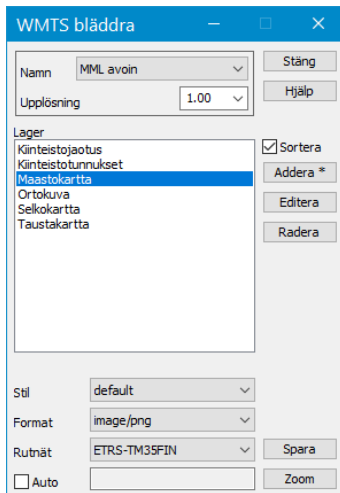 WMTS bläddra
Namn MML avoin Stäng
Upplösning 1.00 Hjälp
Lager
Sortera
Kiinteistojaotus
Kiinteistotunnukset
Maastokartta Addera *
Ortokuva
Selkokartta Editera
Taustakartta
Radera
Stil default
Format image/png
Rutnät ETRS-TM35FIN Spara
Auto Zoom